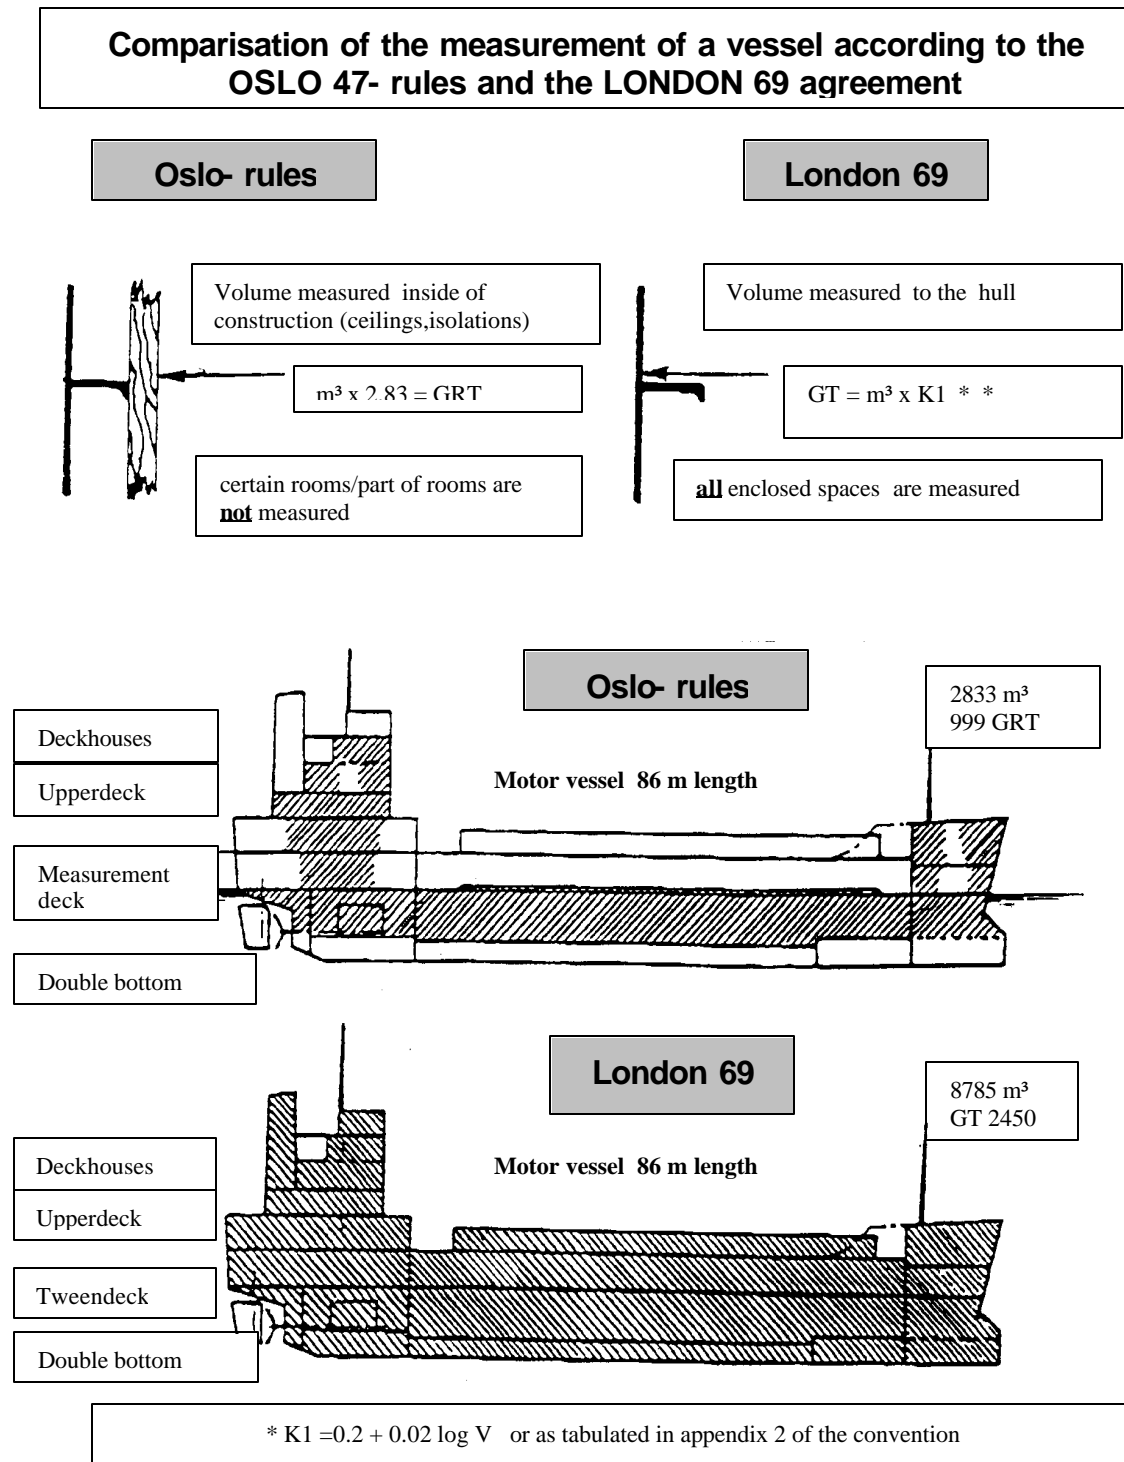 Comparisation of the measurement of a vessel according to the
OSLO 47- rules and the LONDON 69 agreement
Oslo- rules
London 69
Volume measured inside of
construction (ceilings,isolations)
Volume measured to the hull
m³ x 2.83 = GRT
GT = m³ x K1 * *
certain rooms/part of rooms are
not measured
all enclosed spaces are measured
Oslo- rules
2833 m³
999 GRT
Deckhouses
Upperdeck
Motor vessel 86 m length
Measurement
deck
Double bottom
London 69
8785 m³
GT 2450
Deckhouses
Upperdeck
Motor vessel 86 m length
Tweendeck
Double bottom
* K1 =0.2 + 0.02 log V or as tabulated in appendix 2 of the convention